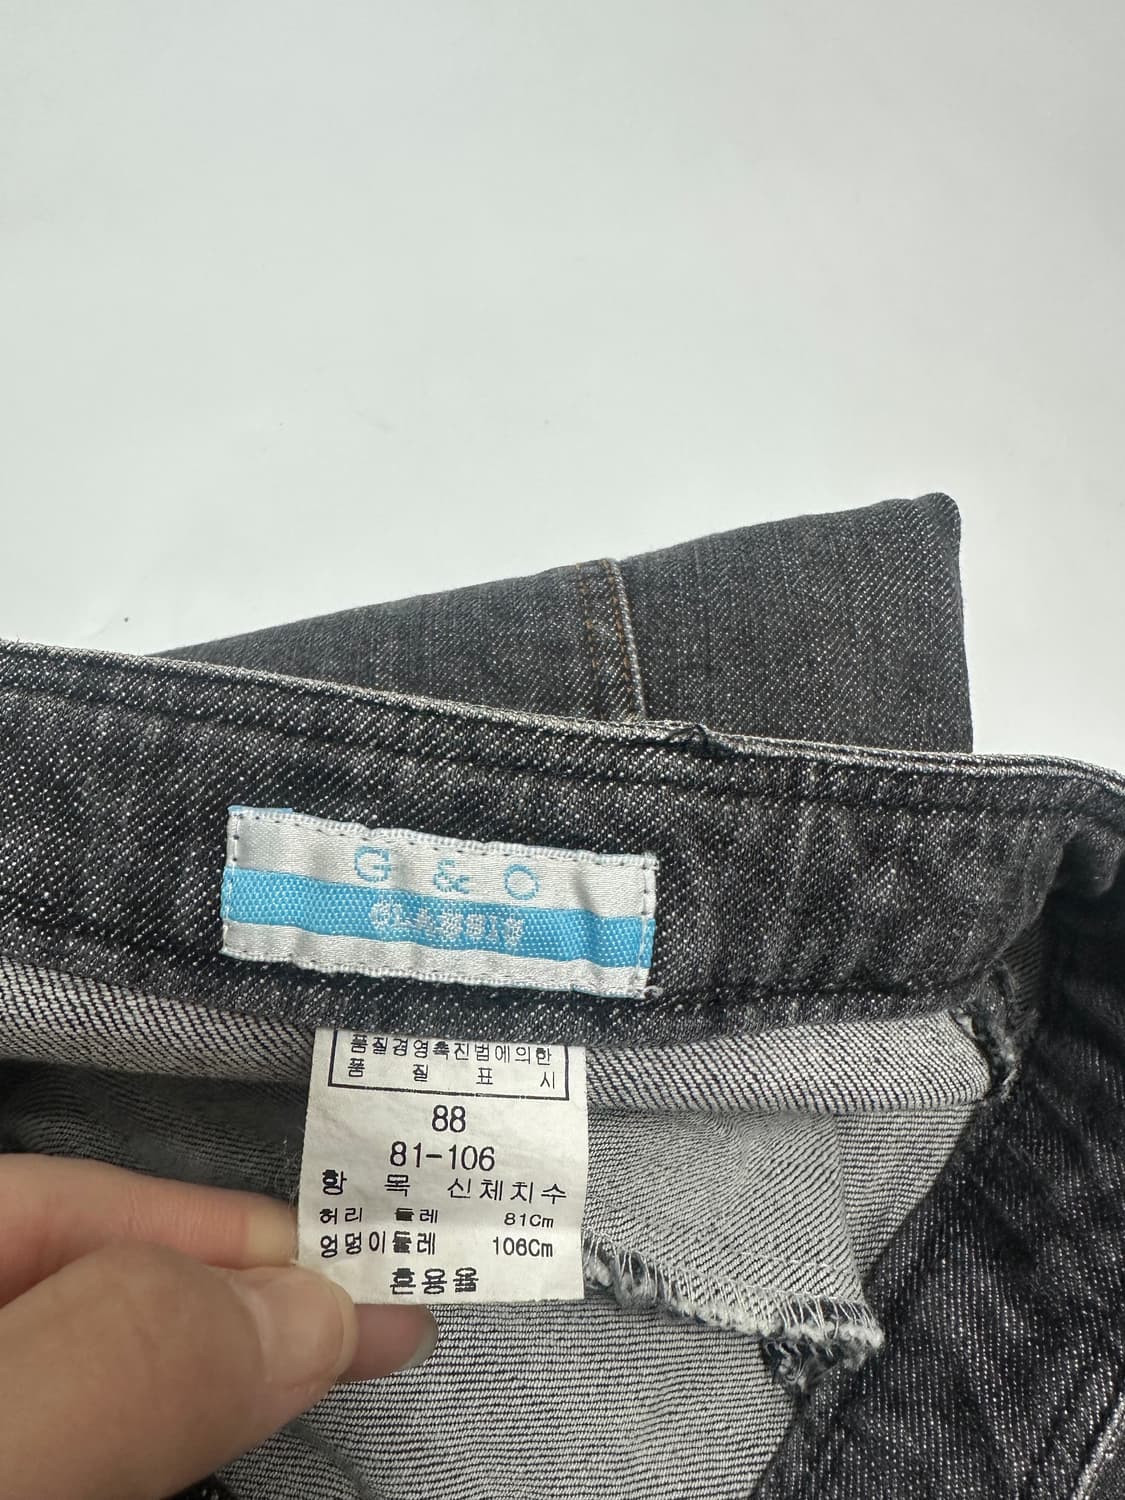 G & O
CLASSIC
품질경영촉진법에의한
품 질 표 시
88
81-106
항 목 신체치수
허리 둘레 81Cm
엉덩이둘레 106Cm
혼용율